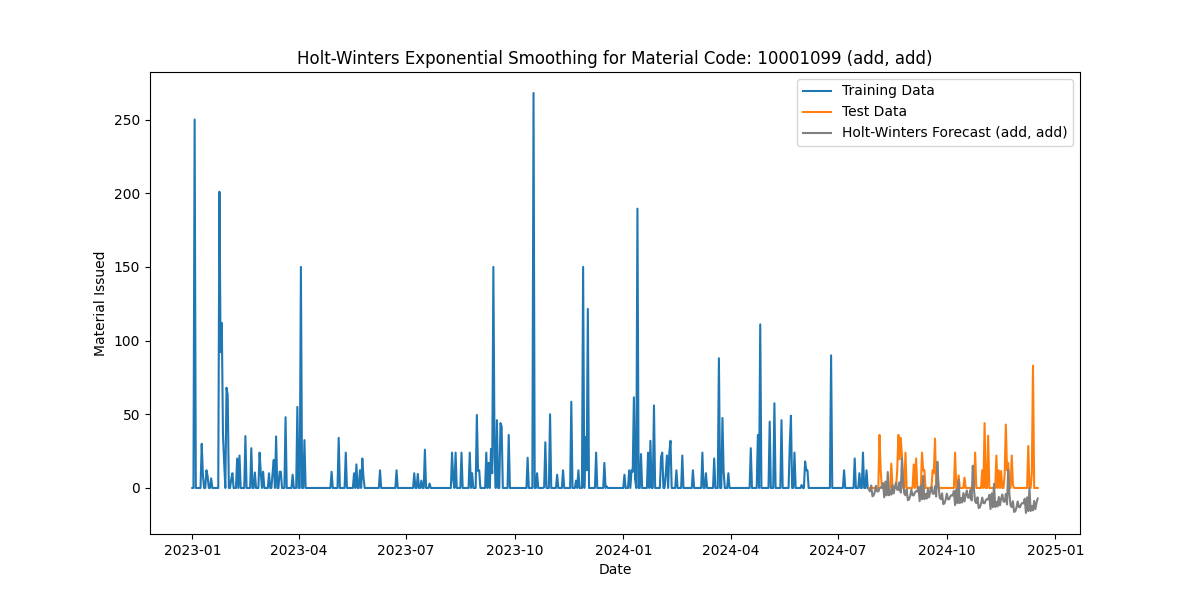 Holt-Winters Exponential Smoothing for Material Code: 10001099 (add, add)
Training Data
Test Data
Holt-Winters Forecast (add, add)
Material Issued
250
200
150
100
50
0
2023-01 2023-04 2023-07 2023-10 2024-01 2024-04 2024-07 2024-10 2025-01
Date